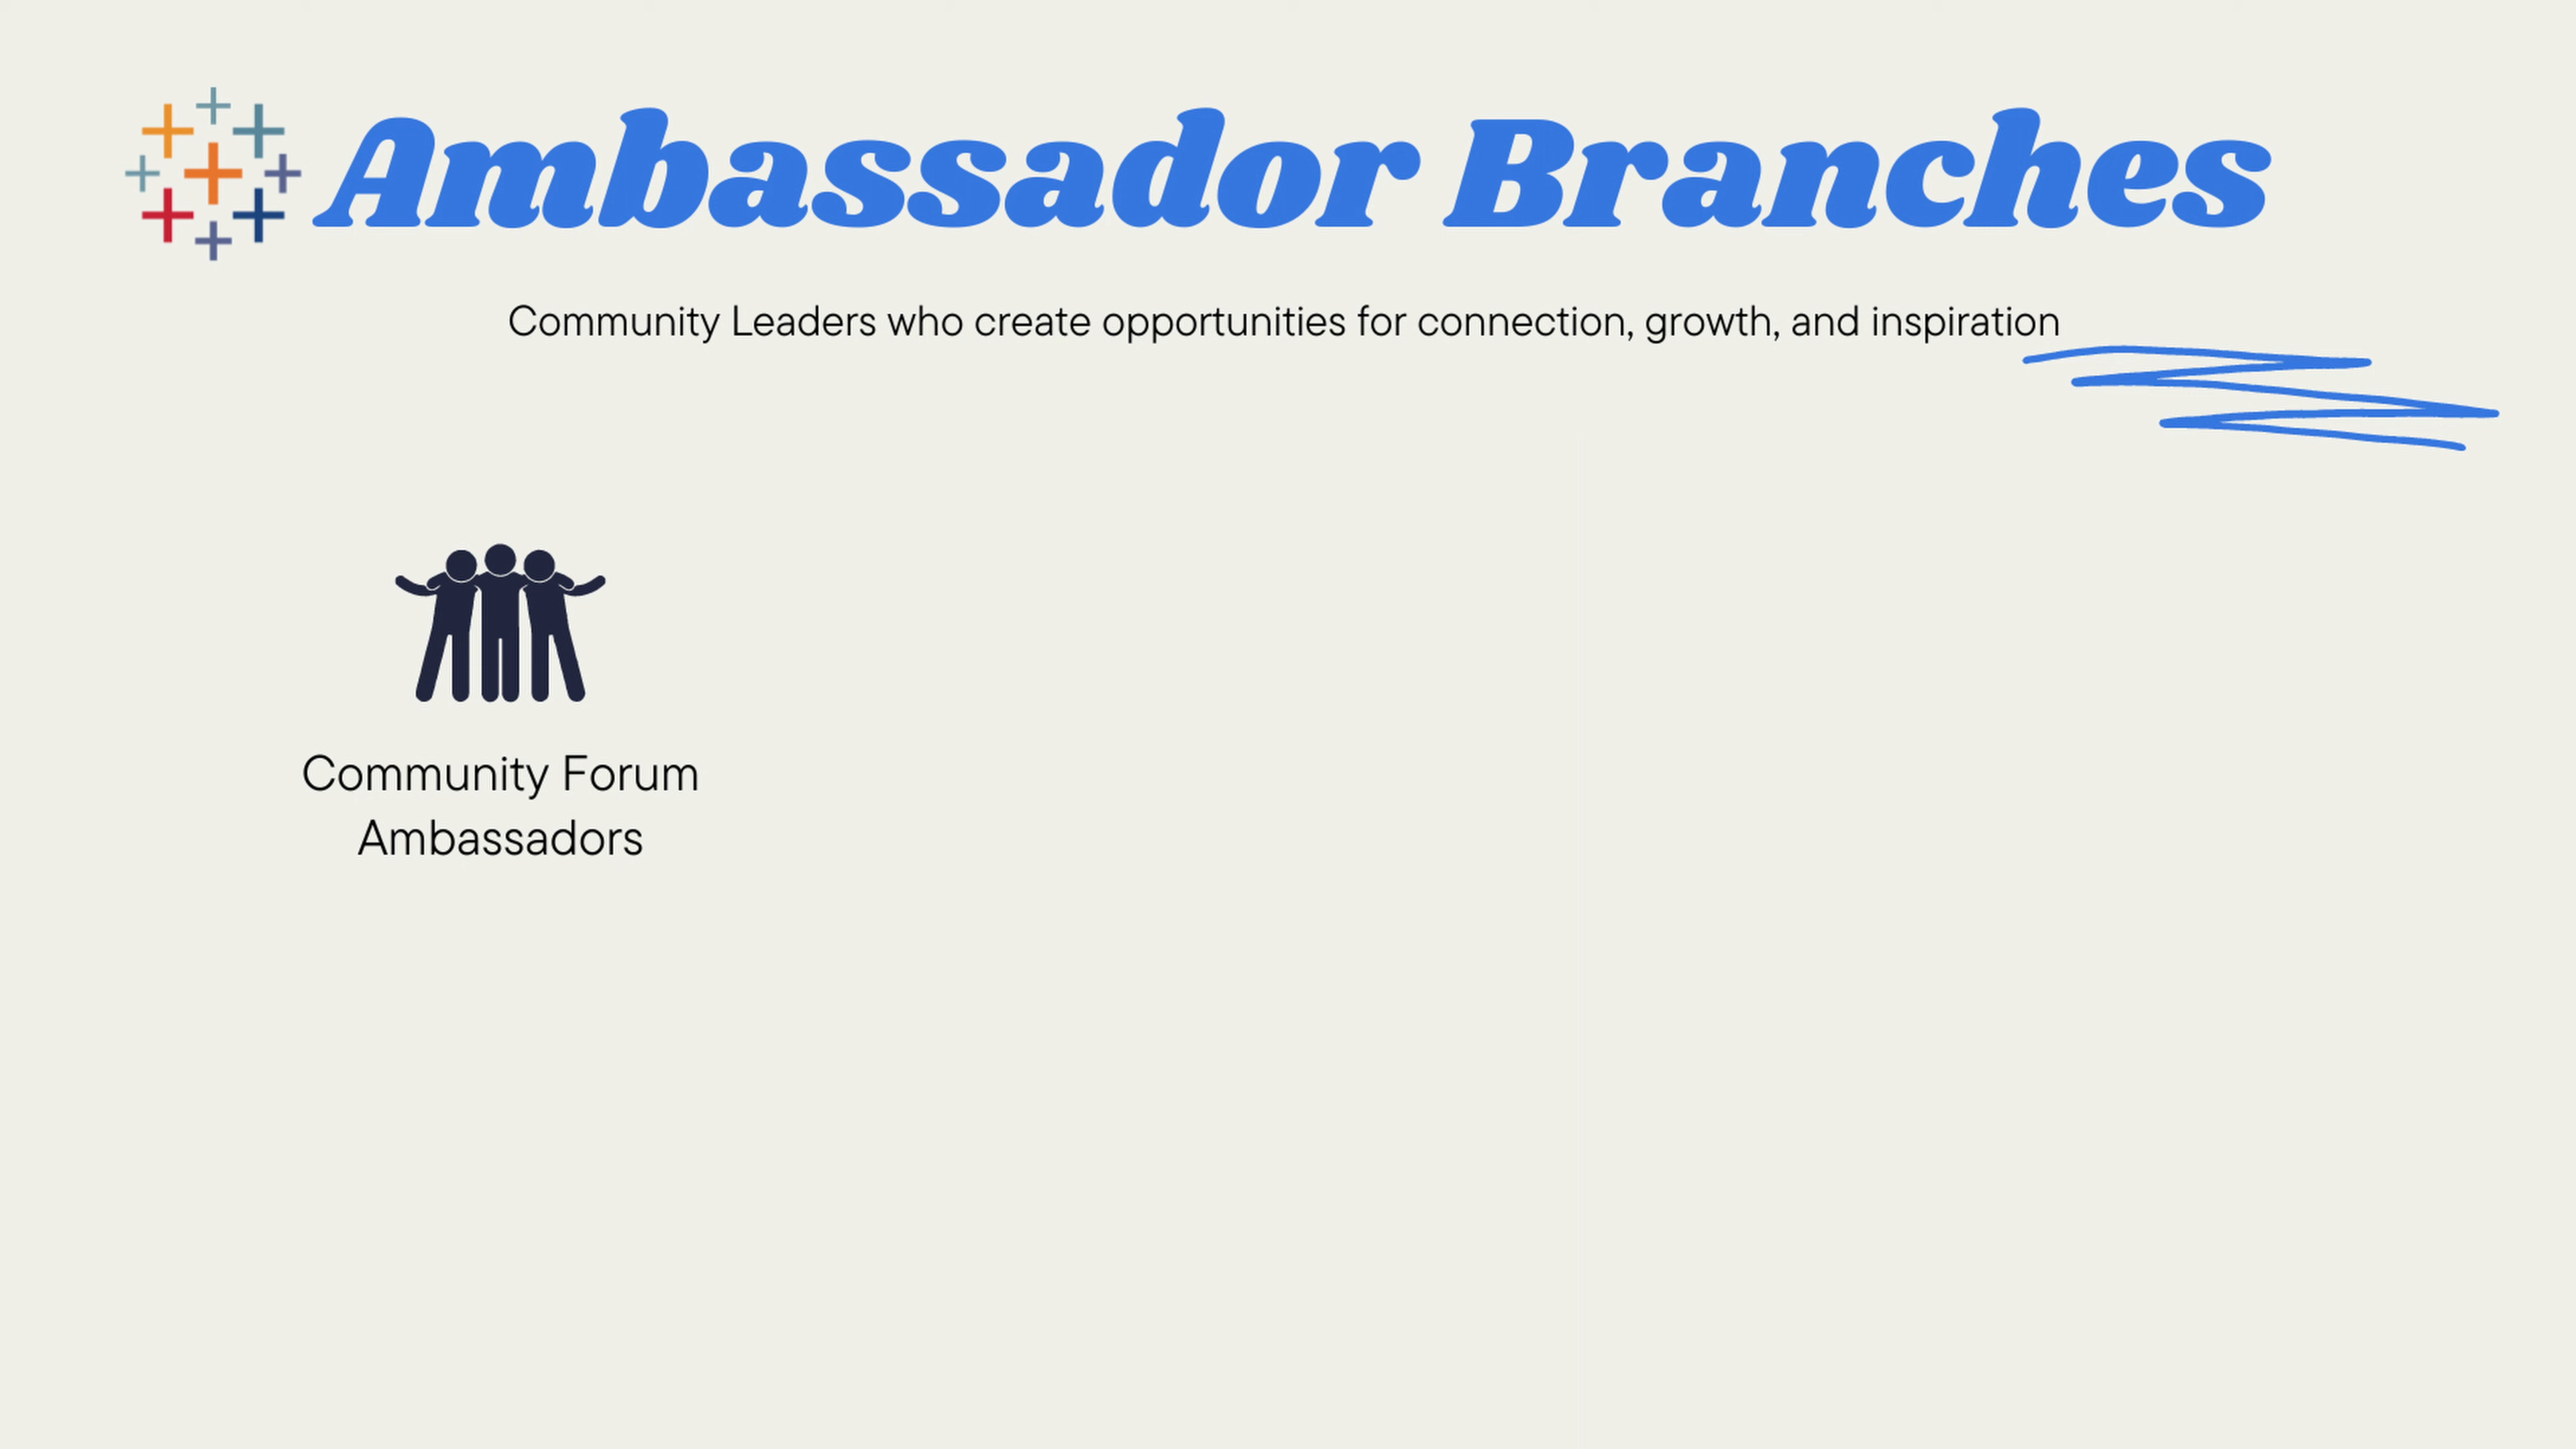 Ambassador Branches
Community Leaders who create opportunities for connection, growth, and inspiration
Community Forum
Ambassadors